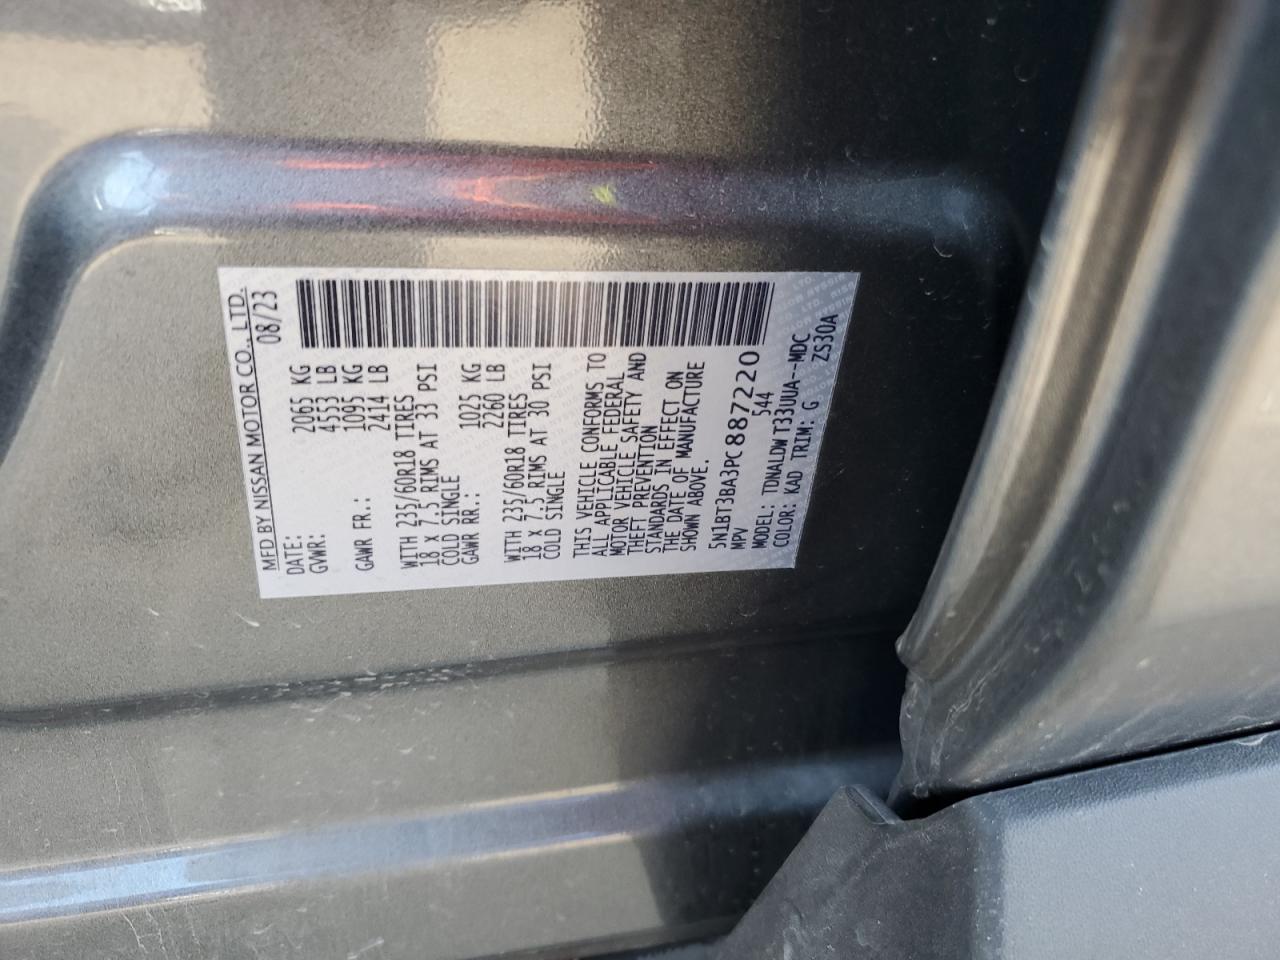 MFD BY NISSAN MOTOR CO., LTD.
DATE: 08/23
GVWR: 2065 KG
4553 LB
GAWR FR.: 1095 KG
2414 LB
WITH 235/60R18 TIRES
18 X 7.5 RIMS AT 33 PSI
COLD SINGLE
GAWR RR.: 1025 KG
2260 LB
WITH 235/60R18 TIRES
18 X 7.5 RIMS AT 30 PSI
COLD SINGLE
THIS VEHICLE CONFORMS TO
ALL APPLICABLE FEDERAL
MOTOR VEHICLE SAFETY AND
THEFT PREVENTION
STANDARDS IN EFFECT ON
THE DATE OF MANUFACTURE
SHOWN ABOVE.
5N1BT3BA3PC887220
MPV 544
MODEL: TDNALDW T33UUA--MDC
COLOR: KAD TRIM: G ZS30A